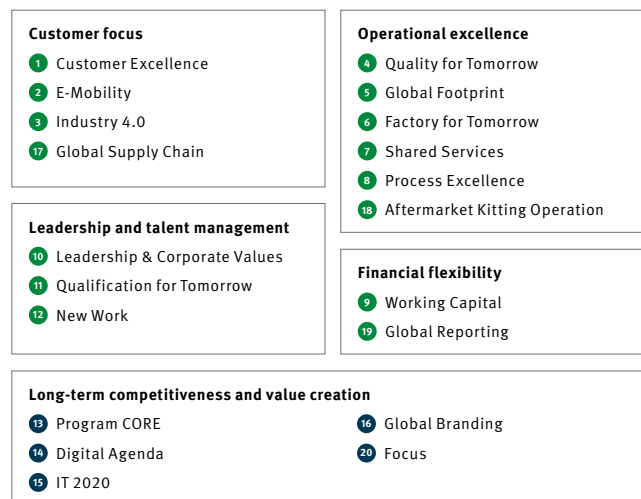 Customer focus
1 Customer Excellence
2 E-Mobility
3 Industry 4.0
17 Global Supply Chain
Operational excellence
4 Quality for Tomorrow
5 Global Footprint
6 Factory for Tomorrow
7 Shared Services
8 Process Excellence
18 Aftermarket Kitting Operation
Leadership and talent management
10 Leadership & Corporate Values
11 Qualification for Tomorrow
12 New Work
Financial flexibility
9 Working Capital
19 Global Reporting
Long-term competitiveness and value creation
13 Program CORE
14 Digital Agenda
15 IT 2020
16 Global Branding
20 Focus